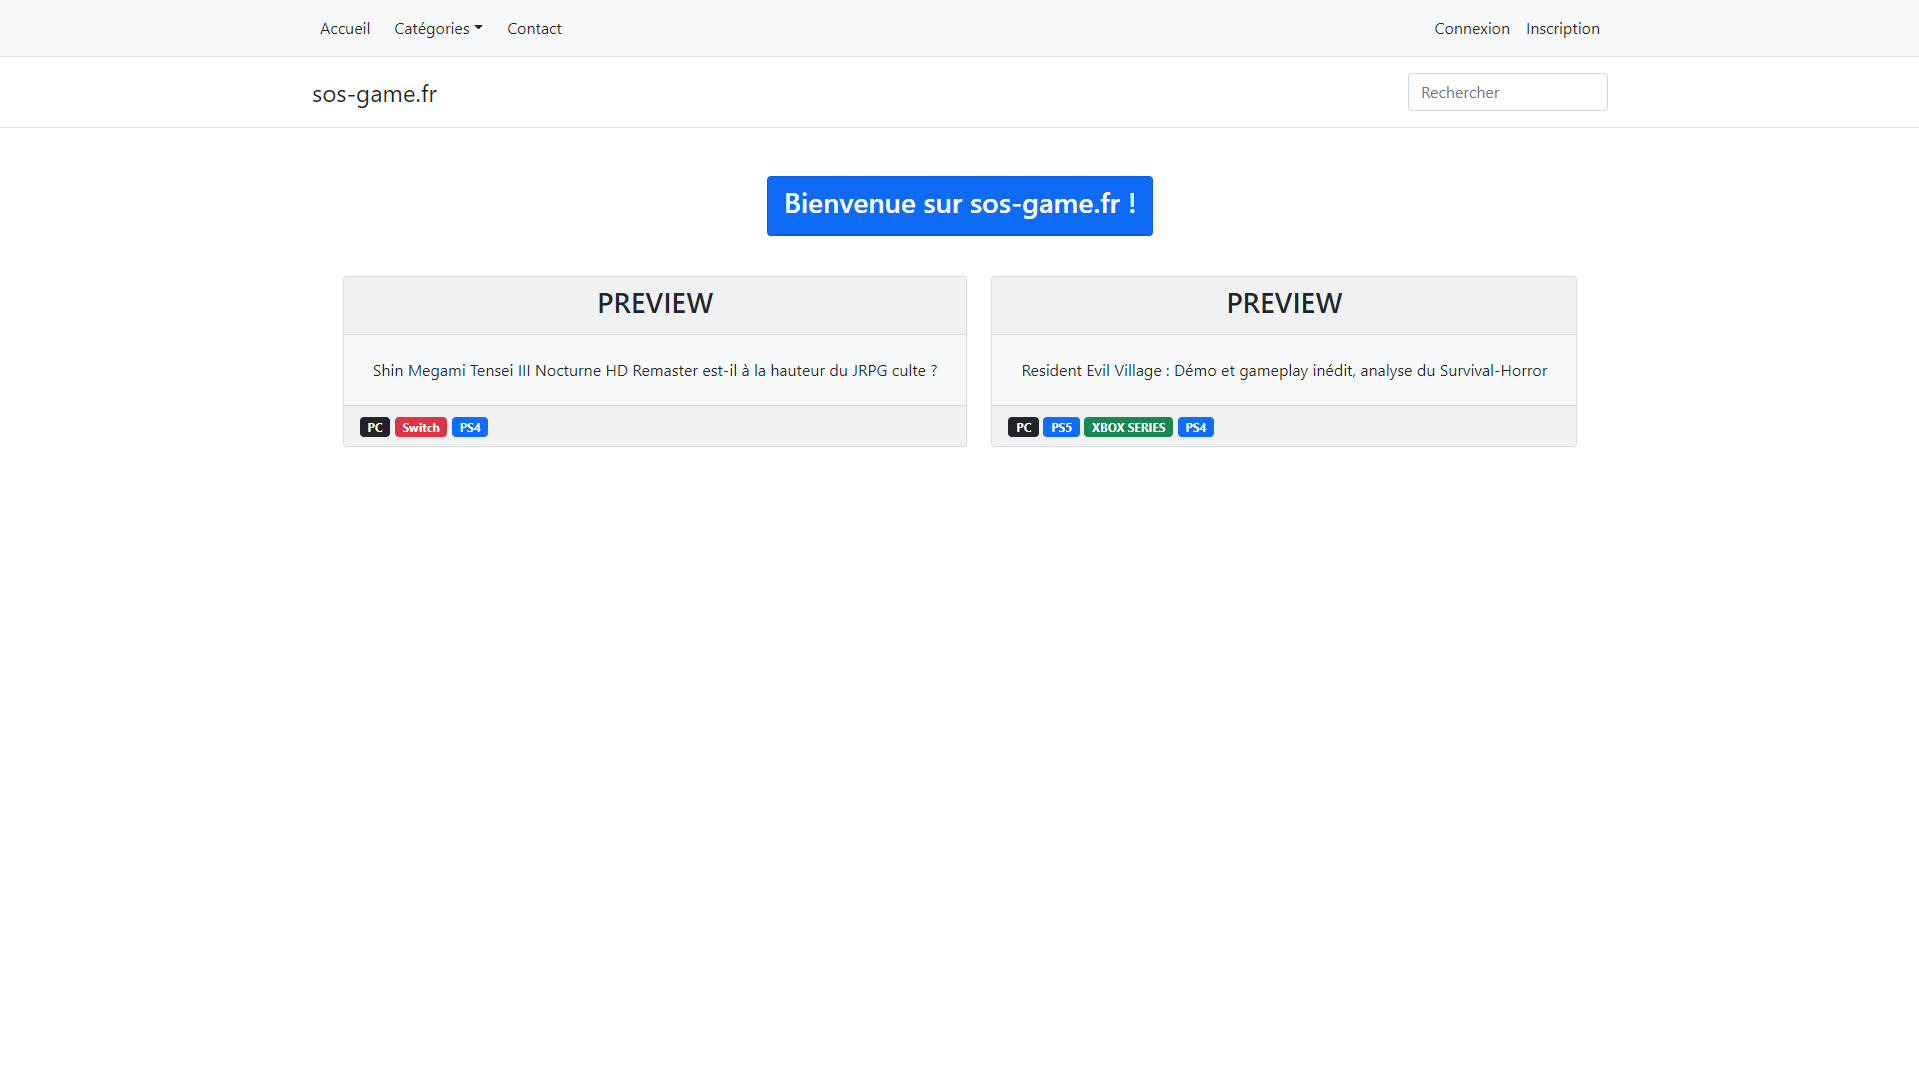 Accueil Catégories Contact Connexion Inscription
sos-game.fr Rechercher
Bienvenue sur sos-game.fr !
PREVIEW
Shin Megami Tensei III Nocturne HD Remaster est-il à la hauteur du JRPG culte ?
PC Switch PS4
PREVIEW
Resident Evil Village : Démo et gameplay inédit, analyse du Survival-Horror
PC PS5 XBOX SERIES PS4